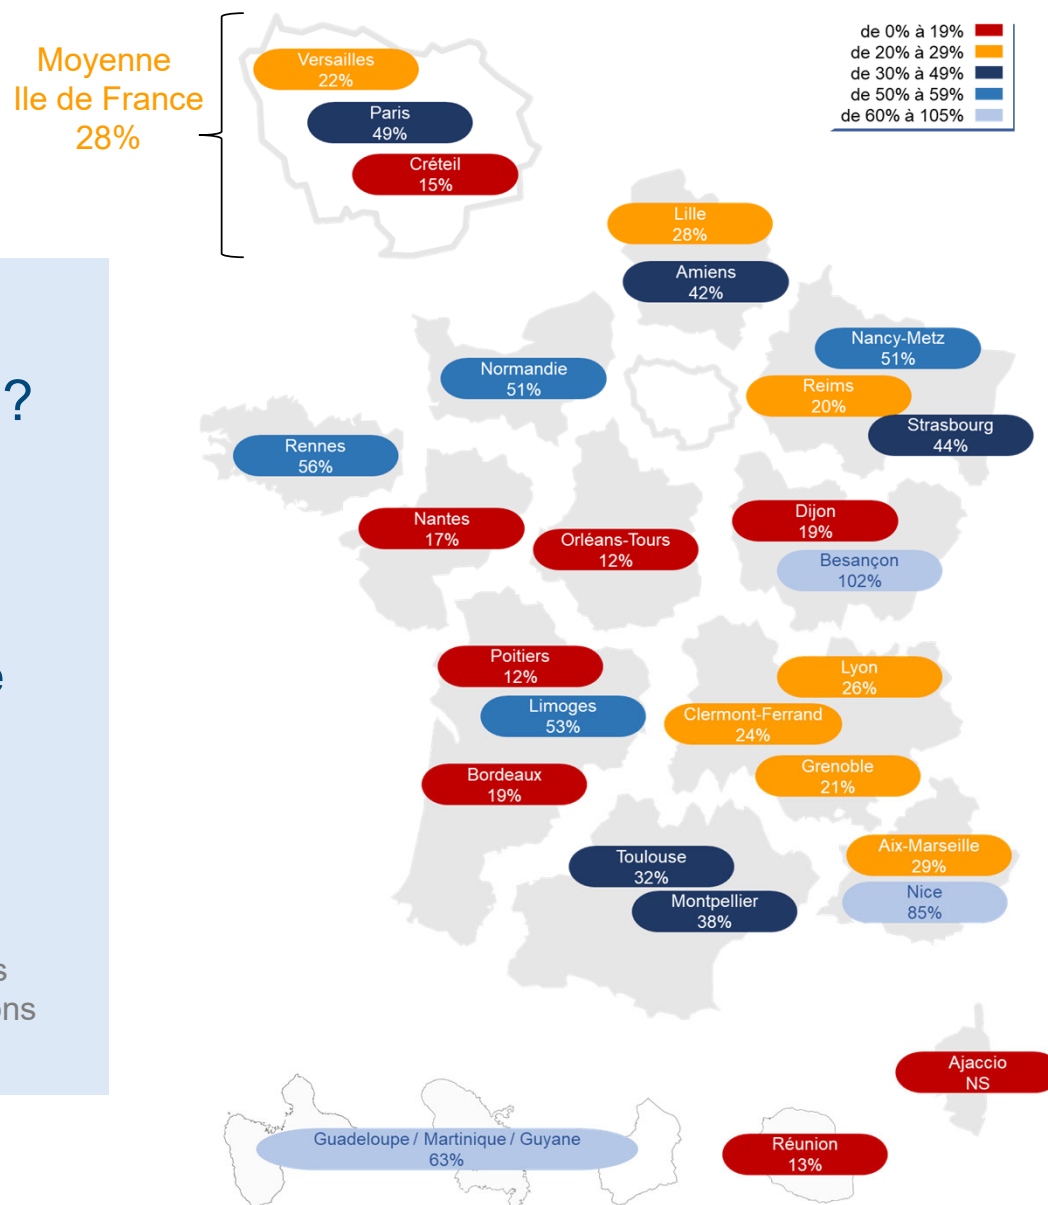 Moyenne
Ile de France
28%
Versailles
22%
Paris
49%
Créteil
15%
de 0% à 19%
de 20% à 29%
de 30% à 49%
de 50% à 59%
de 60% à 105%
Lille
28%
Amiens
42%
Nancy-Metz
51%
Normandie
51%
Reims
20%
?
Strasbourg
44%
Rennes
56%
Nantes
17%
Orléans-Tours
12%
Dijon
19%
Besançon
102%
Poitiers
12%
e
Lyon
26%
Limoges
53%
Clermont-Ferrand
24%
Bordeaux
19%
Grenoble
21%
Toulouse
32%
Aix-Marseille
29%
Montpellier
38%
Nice
85%
s
ons
Ajaccio
NS
Guadeloupe / Martinique / Guyane
63%
Réunion
13%